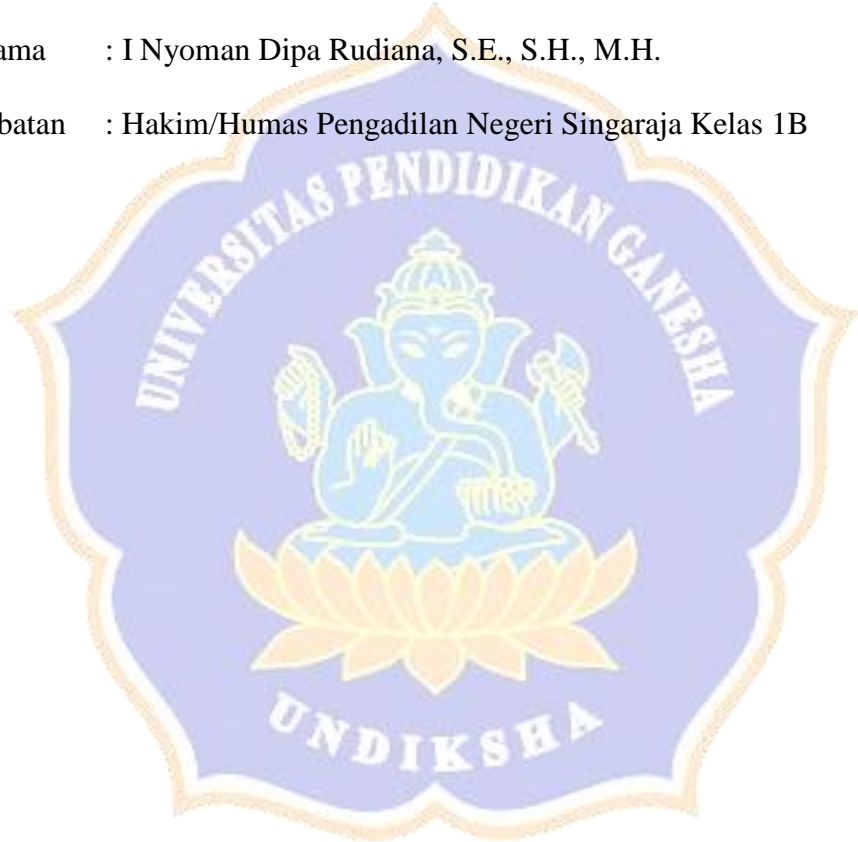 ama : I Nyoman Dipa Rudiana, S.E., S.H., M.H.
batan : Hakim/Humas Pengadilan Negeri Singaraja Kelas 1B
UNIVERSITAS PENDIDIKAN GANESHA
UNDIKSHA